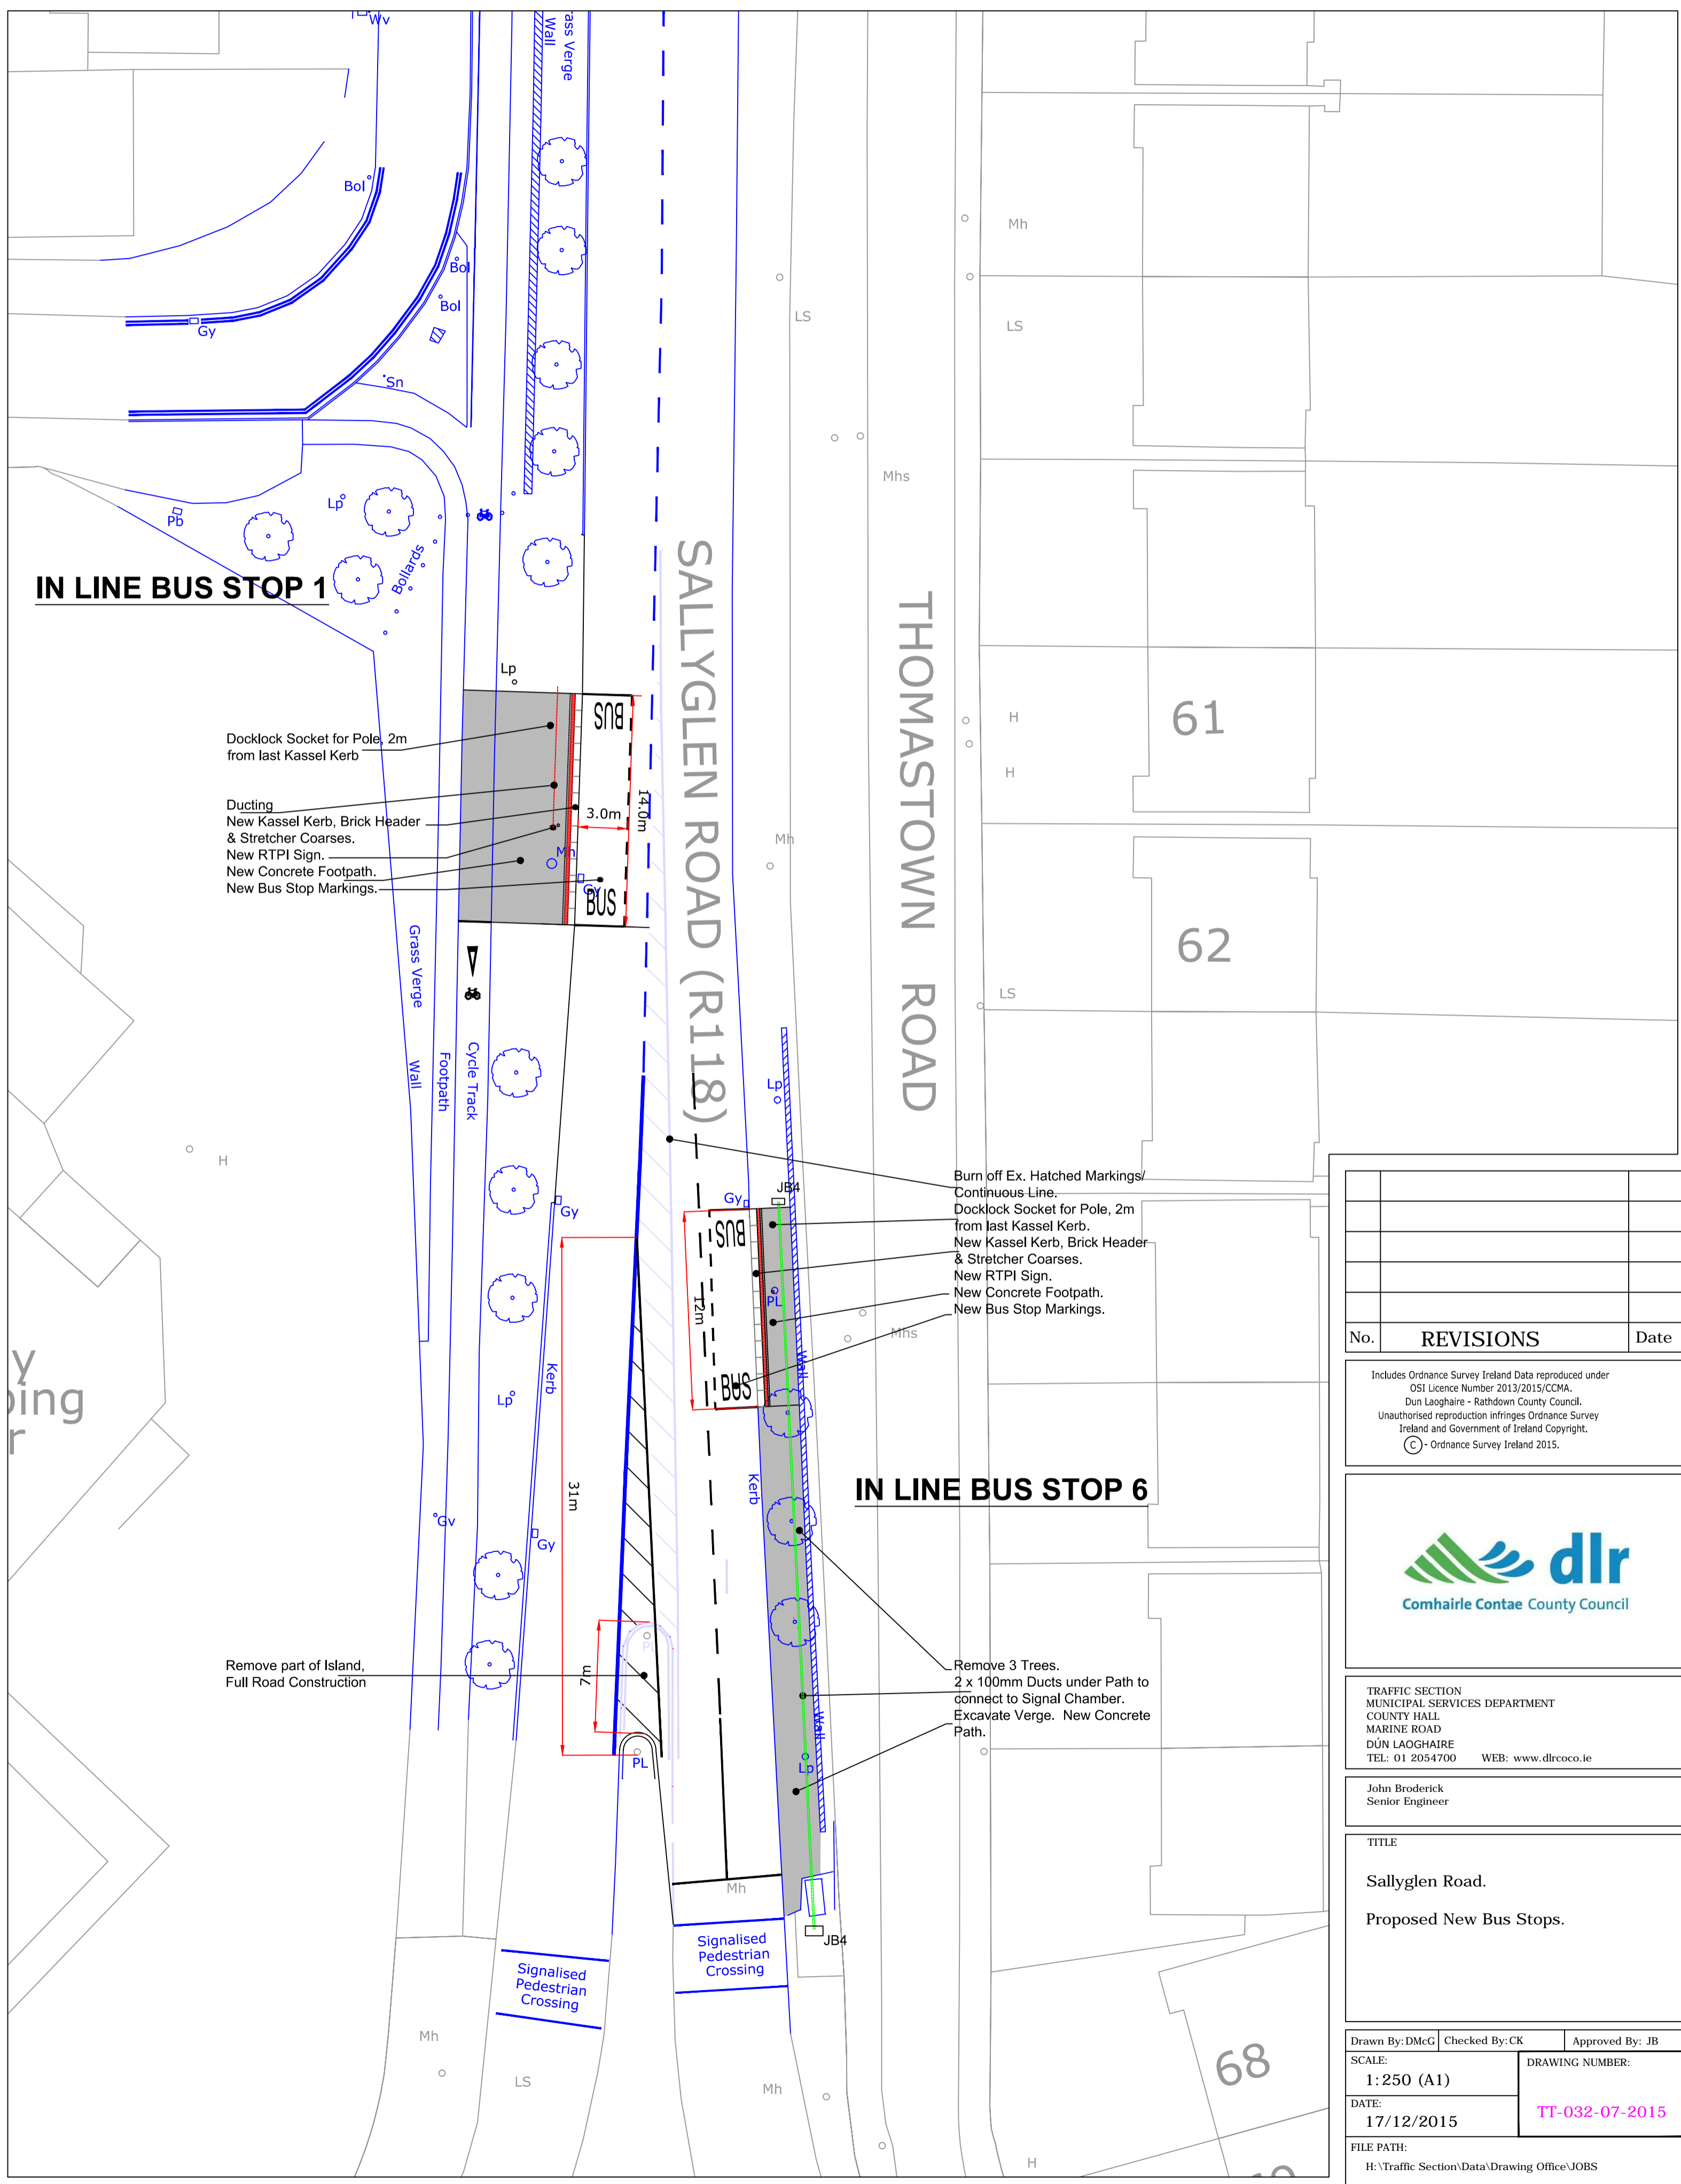 Wv
Grass Verge
Wall
Bol
Bol
Bol
Gy
Sn
Mh
LS
LS
Lp
Pb
Bollards
Mhs
IN LINE BUS STOP 1
SALLYGLEN ROAD (R118)
THOMASTOWN ROAD
Lp
BUS
61
H
H
Docklock Socket for Pole, 2m
from last Kassel Kerb
Ducting
New Kassel Kerb, Brick Header
& Stretcher Coarses.
New RTPI Sign.
New Concrete Footpath.
New Bus Stop Markings.
3.0m
14.0m
Mh
Mh
Gy
BUS
62
LS
Grass Verge
Wall
Footpath
Cycle Track
Lp
H
Burn off Ex. Hatched Markings/
Continuous Line.
Docklock Socket for Pole, 2m
from last Kassel Kerb.
New Kassel Kerb, Brick Header
& Stretcher Coarses.
New RTPI Sign.
New Concrete Footpath.
New Bus Stop Markings.
JB4
Gy
Gy
BUS
12m
PL
Mhs
Wall
BUS
Kerb
Lp
Kerb
31m
IN LINE BUS STOP 6
Gv
Gy
7m
PL
Remove part of Island,
Full Road Construction
Remove 3 Trees.
2 x 100mm Ducts under Path to
connect to Signal Chamber.
Excavate Verge. New Concrete
Path.
Wall
Lp
PL
Mh
JB4
Signalised
Pedestrian
Crossing
Signalised
Pedestrian
Crossing
Mh
LS
Mh
68
H
y
ping
r
No. REVISIONS Date
Includes Ordnance Survey Ireland Data reproduced under
OSI Licence Number 2013/2015/CCMA.
Dun Laoghaire - Rathdown County Council.
Unauthorised reproduction infringes Ordnance Survey
Ireland and Government of Ireland Copyright.
C - Ordnance Survey Ireland 2015.
dlr
Comhairle Contae County Council
TRAFFIC SECTION
MUNICIPAL SERVICES DEPARTMENT
COUNTY HALL
MARINE ROAD
DÚN LAOGHAIRE
TEL: 01 2054700 WEB: www.dlrcoco.ie
John Broderick
Senior Engineer
TITLE
Sallyglen Road.
Proposed New Bus Stops.
Drawn By: DMcG Checked By: CK Approved By: JB
SCALE:
1:250 (A1)
DRAWING NUMBER:
TT-032-07-2015
DATE:
17/12/2015
FILE PATH:
H:\Traffic Section\Data\Drawing Office\JOBS